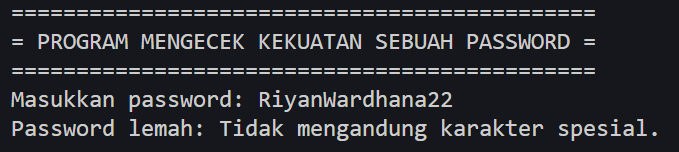 =============================================
= PROGRAM MENGECEK KEKUATAN SEBUAH PASSWORD =
=============================================
Masukkan password: RiyanWardhana22
Password lemah: Tidak mengandung karakter spesial.